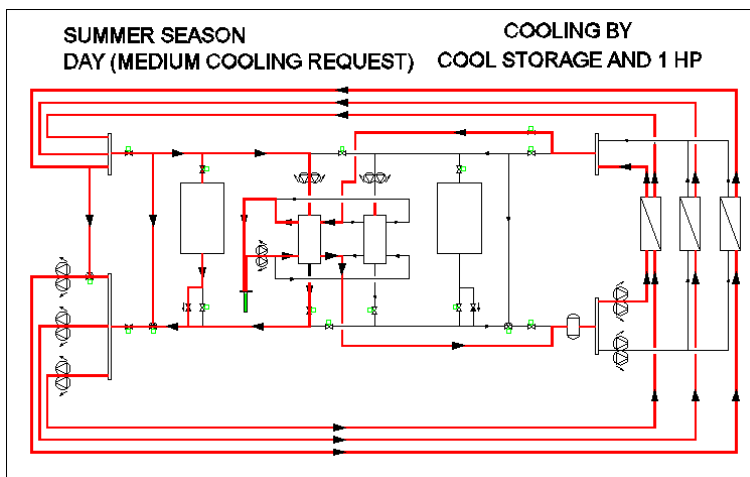 SUMMER SEASON
DAY (MEDIUM COOLING REQUEST)
COOLING BY
COOL STORAGE AND 1 HP